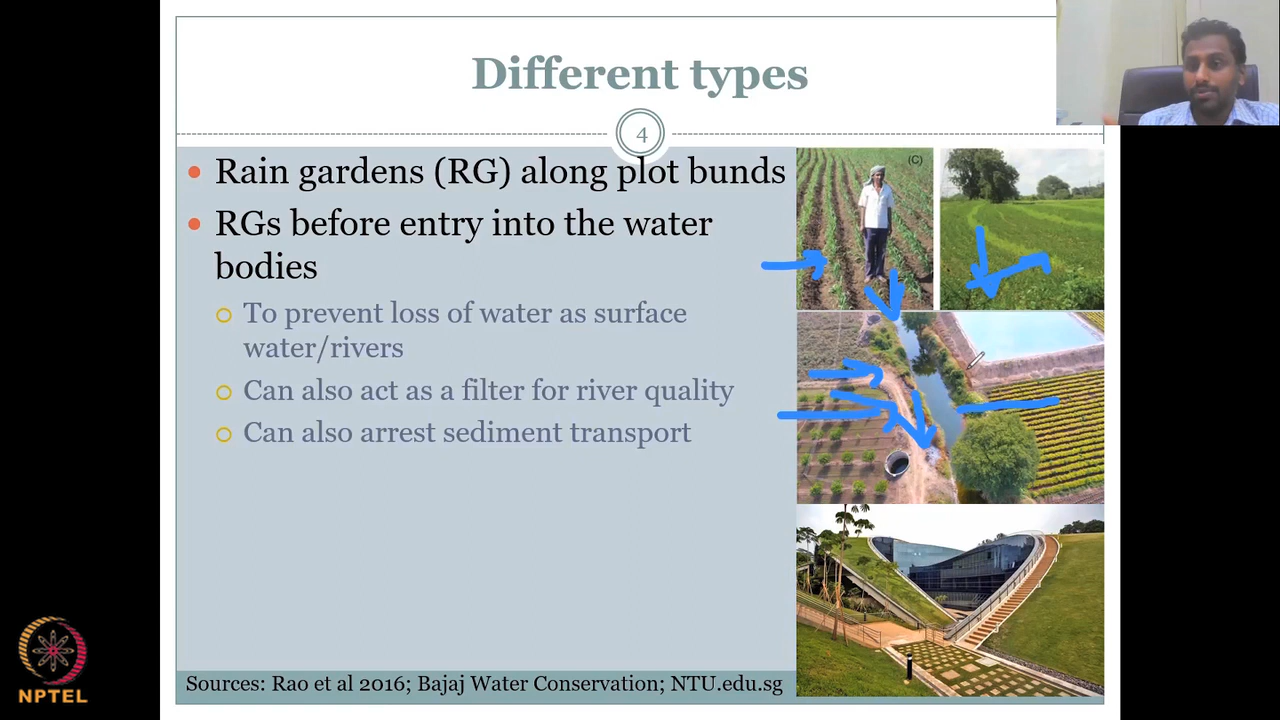 Different types
4
Rain gardens (RG) along plot bunds
RGs before entry into the water
bodies
To prevent loss of water as surface
water/rivers
Can also act as a filter for river quality
Can also arrest sediment transport
(C)
Sources: Rao et al 2016; Bajaj Water Conservation; NTU.edu.sg
NPTEL